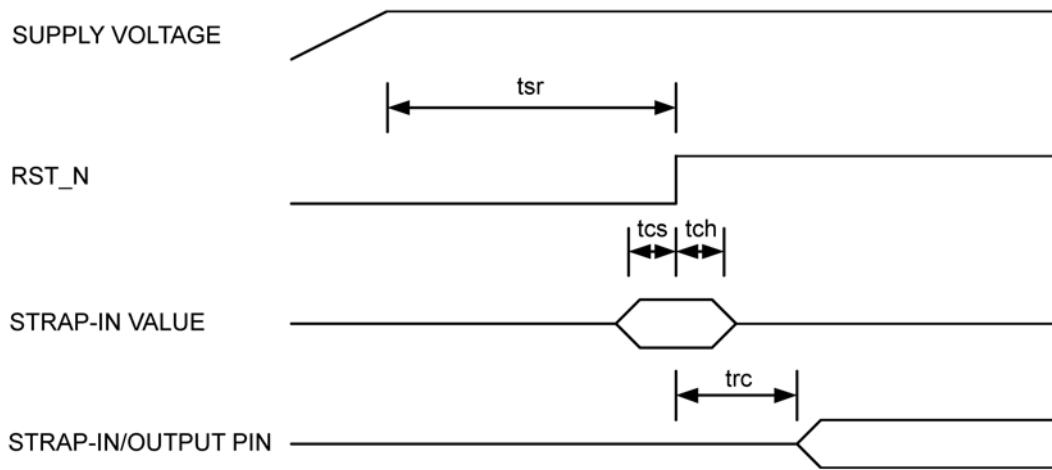 SUPPLY VOLTAGE
tsr
RST_N
tcs tch
STRAP-IN VALUE
trc
STRAP-IN/OUTPUT PIN